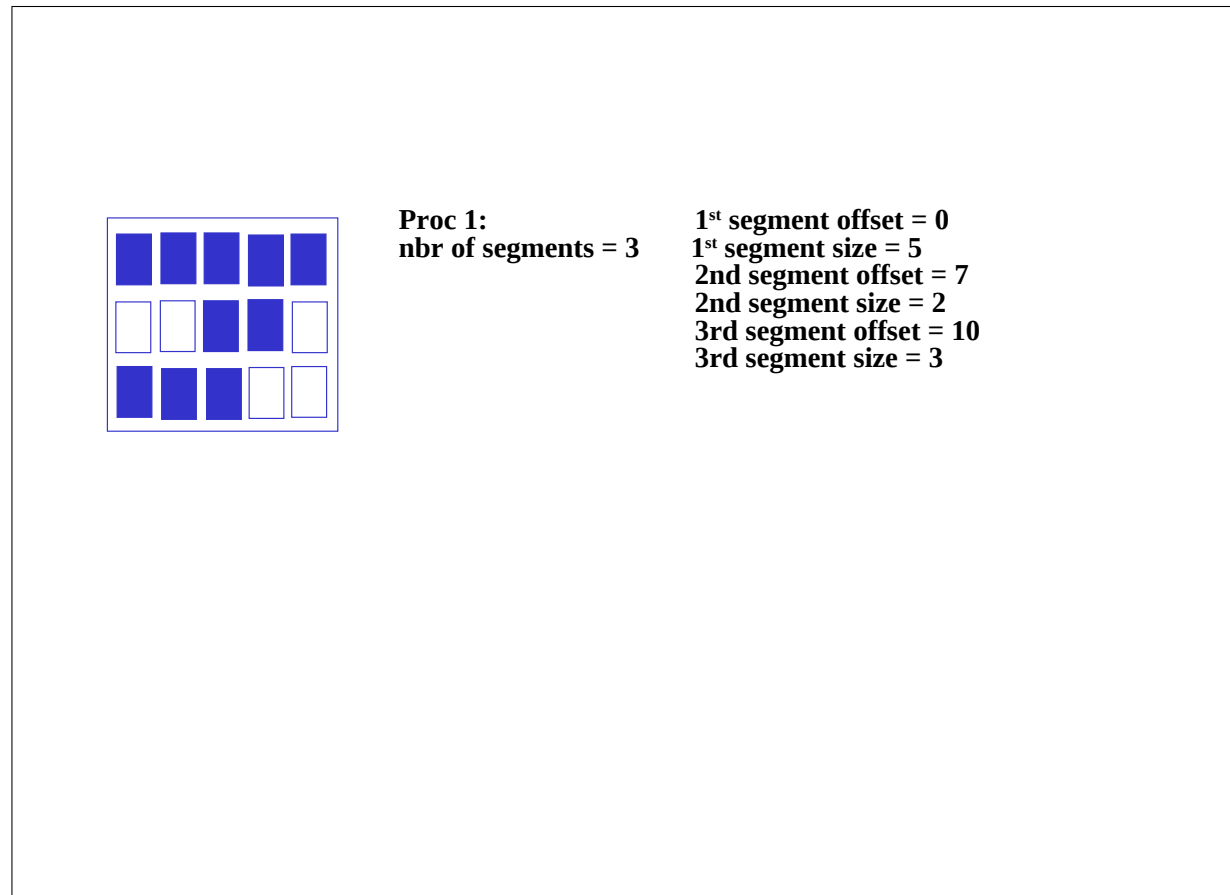 Proc 1:
nbr of segments = 3
1st segment offset = 0
1st segment size = 5
2nd segment offset = 7
2nd segment size = 2
3rd segment offset = 10
3rd segment size = 3